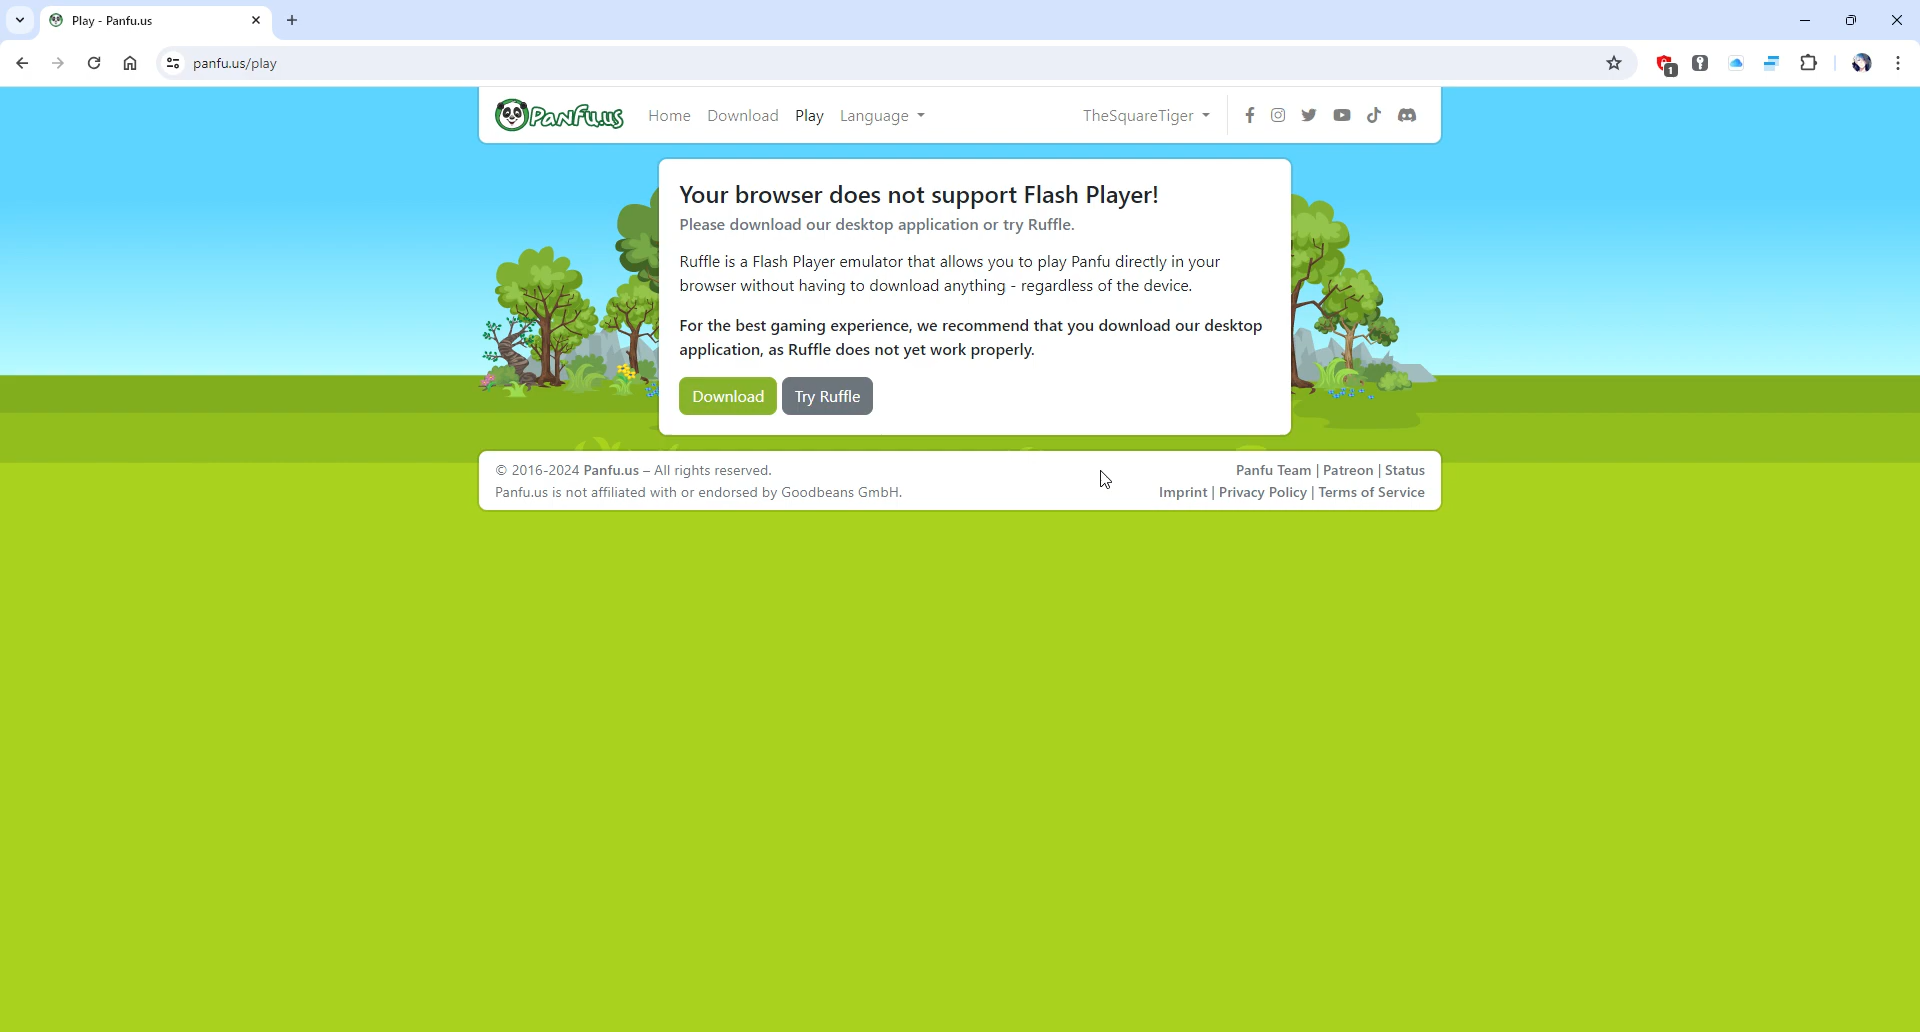 Play - Panfu.us
panfu.us/play
1
Panfu.us
Home
Download
Play
Language
TheSquareTiger
Your browser does not support Flash Player!
Please download our desktop application or try Ruffle.
Ruffle is a Flash Player emulator that allows you to play Panfu directly in your
browser without having to download anything - regardless of the device.
For the best gaming experience, we recommend that you download our desktop
application, as Ruffle does not yet work properly.
Download
Try Ruffle
© 2016-2024 Panfu.us – All rights reserved.
Panfu.us is not affiliated with or endorsed by Goodbeans GmbH.
Panfu Team | Patreon | Status
Imprint | Privacy Policy | Terms of Service